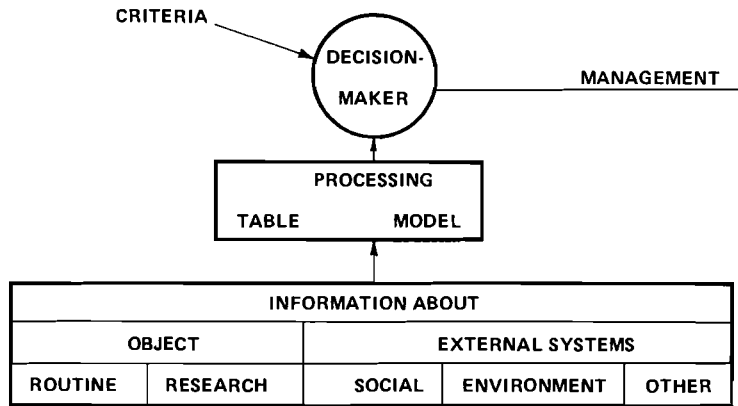 CRITERIA
DECISION-
MAKER
MANAGEMENT
PROCESSING
TABLE MODEL
INFORMATION ABOUT
OBJECT EXTERNAL SYSTEMS
ROUTINE RESEARCH SOCIAL ENVIRONMENT OTHER